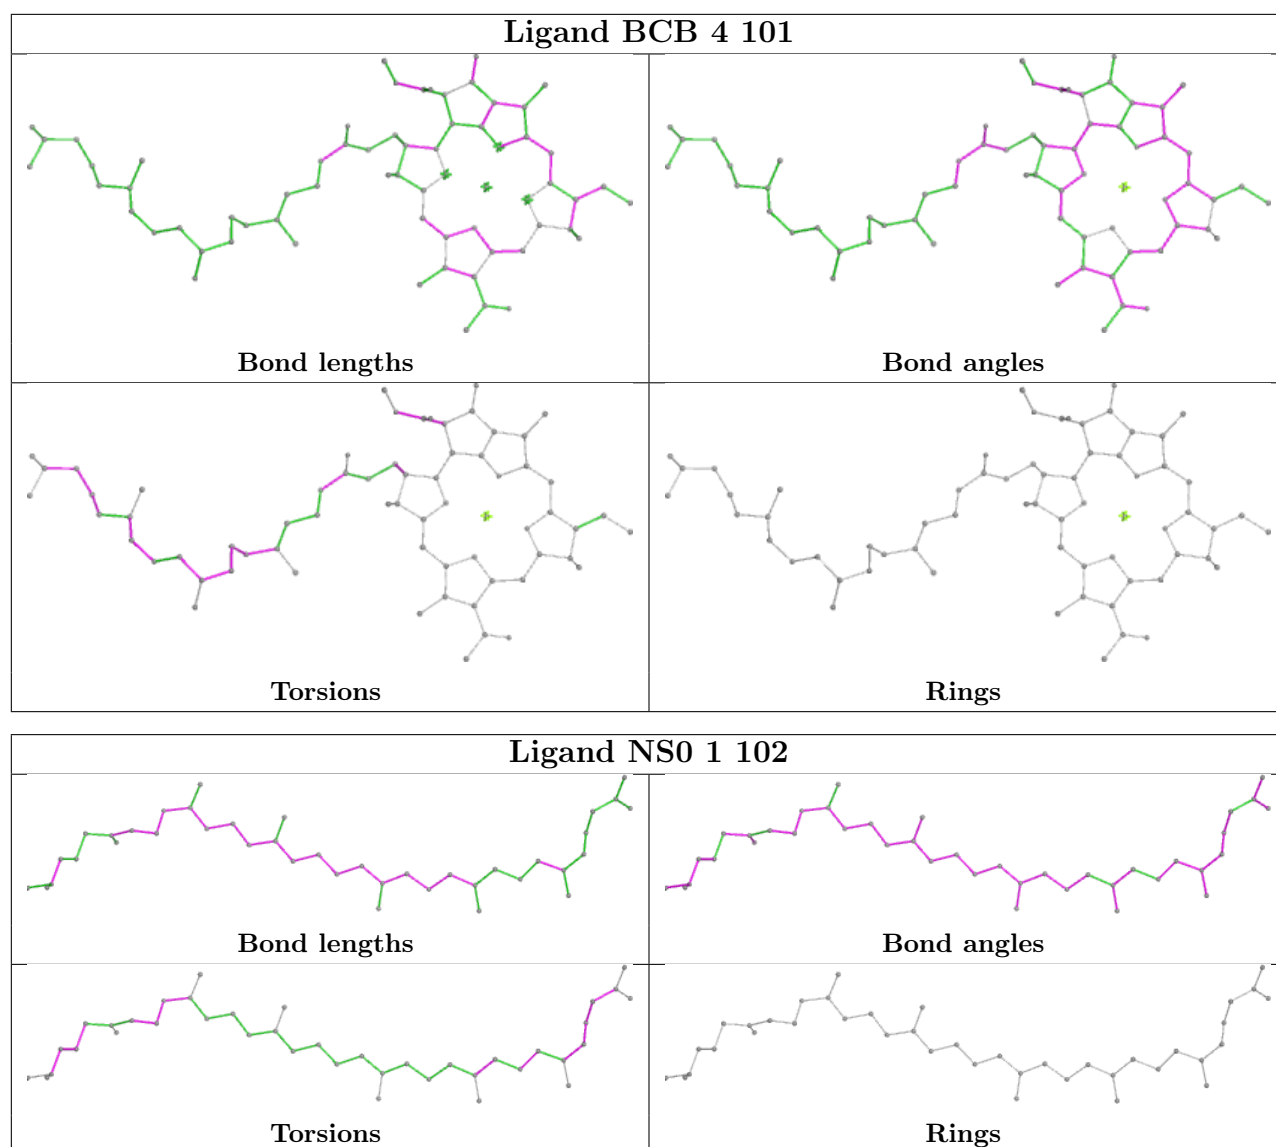 Ligand BCB 4 101
Bond lengths
Bond angles
Torsions
Rings
Ligand NS0 1 102
Bond lengths
Bond angles
Torsions
Rings